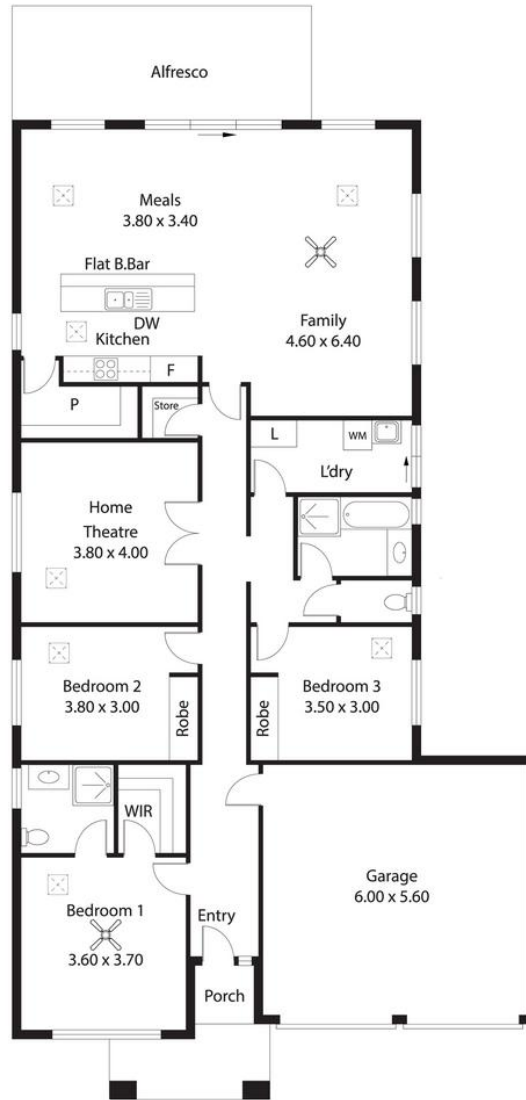 Alfresco
Meals
3.80 x 3.40
Flat B.Bar
DW
Kitchen
F
Family
4.60 x 6.40
P
Store
L
WM
L'dry
Home
Theatre
3.80 x 4.00
Bedroom 2
3.80 x 3.00
Robe
Robe
Bedroom 3
3.50 x 3.00
WIR
Bedroom 1
3.60 x 3.70
Entry
Garage
6.00 x 5.60
Porch